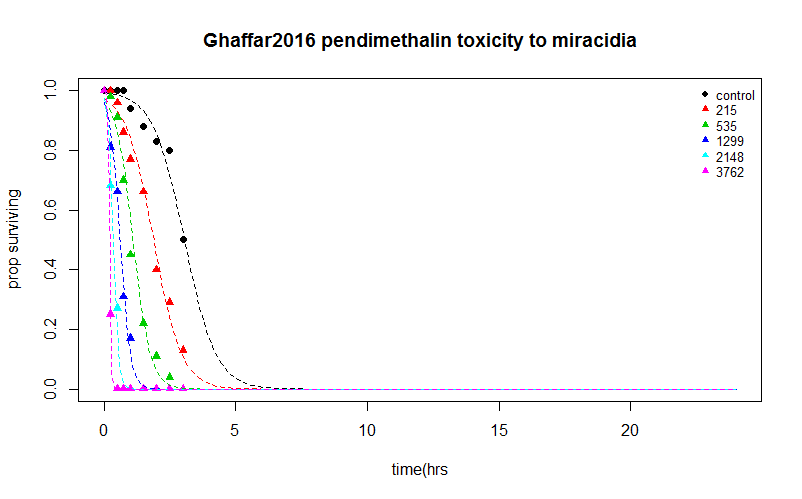 Ghaffar2016 pendimethalin toxicity to miracidia
control
215
535
1299
2148
3762
prop surviving
1.0
0.8
0.6
0.4
0.2
0.0
0 5 10 15 20
time(hrs